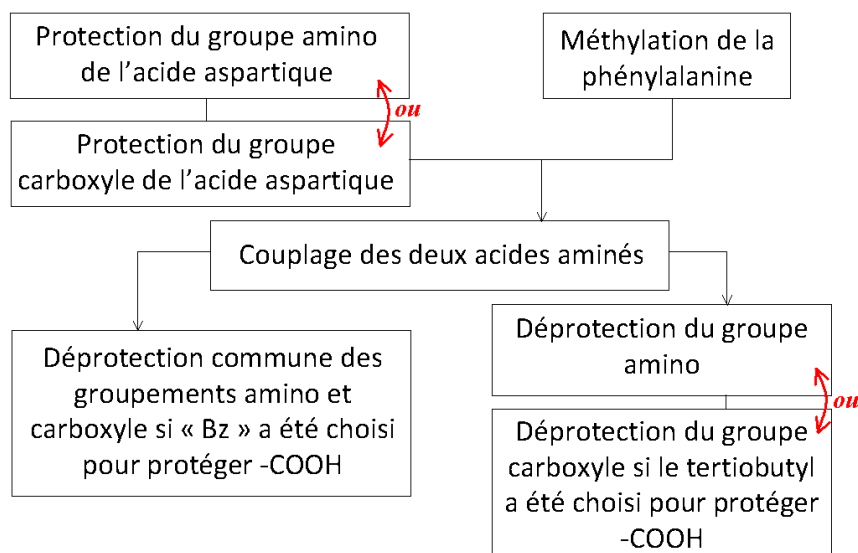 Protection du groupe amino
de l'acide aspartique
Méthylation de la
phénylalanine
ou
Protection du groupe
carboxyle de l'acide aspartique
Couplage des deux acides aminés
Déprotection commune des
groupements amino et
carboxyle si « Bz » a été choisi
pour protéger -COOH
Déprotection du groupe
amino
ou
Déprotection du groupe
carboxyle si le tertiobutyl
a été choisi pour protéger
-COOH